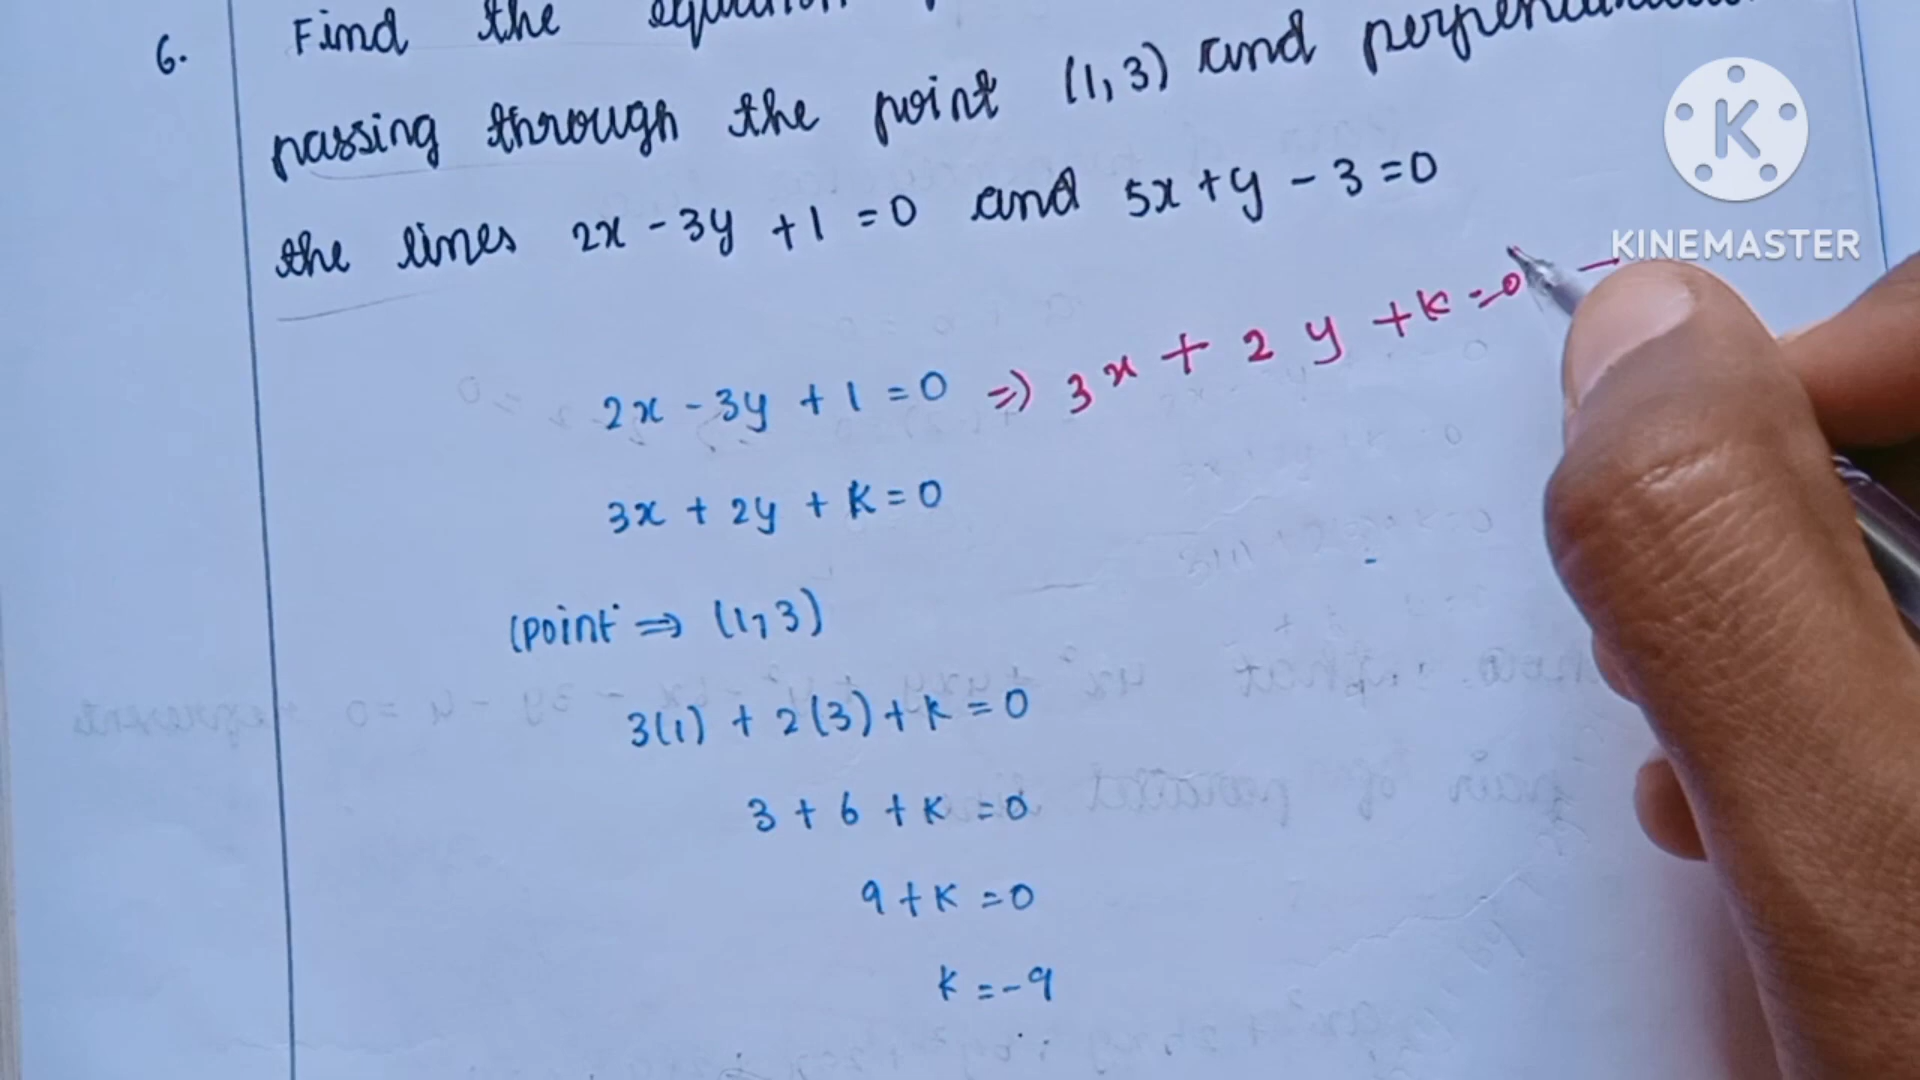 6. Find the equation
passing through the point (1,3) and
the lines 2x - 3y + 1 = 0 and 5x + y - 3 = 0
2x - 3y + 1 = 0 ⇒ 3x + 2y + k = 0
3x + 2y + k = 0
(point ⇒ (1,3)
3(1) + 2(3) + k = 0
3 + 6 + k = 0
9 + k = 0
k = -9
K
KINEMASTER